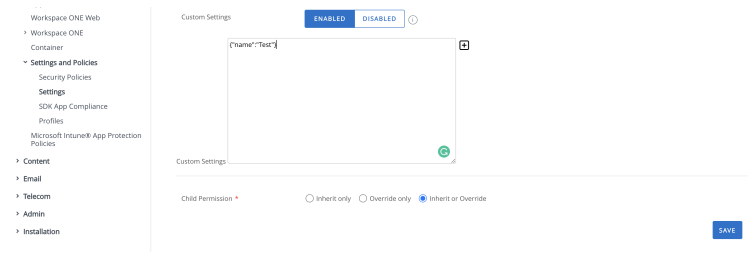 Workspace ONE Web
Workspace ONE
Container
Settings and Policies
Security Policies
Settings
SDK App Compliance
Profiles
Microsoft Intune® App Protection
Policies
Content
Email
Telecom
Admin
Installation
Custom Settings
ENABLED
DISABLED
{"name":"Test"}
Custom Settings
Child Permission *
Inherit only
Override only
Inherit or Override
SAVE